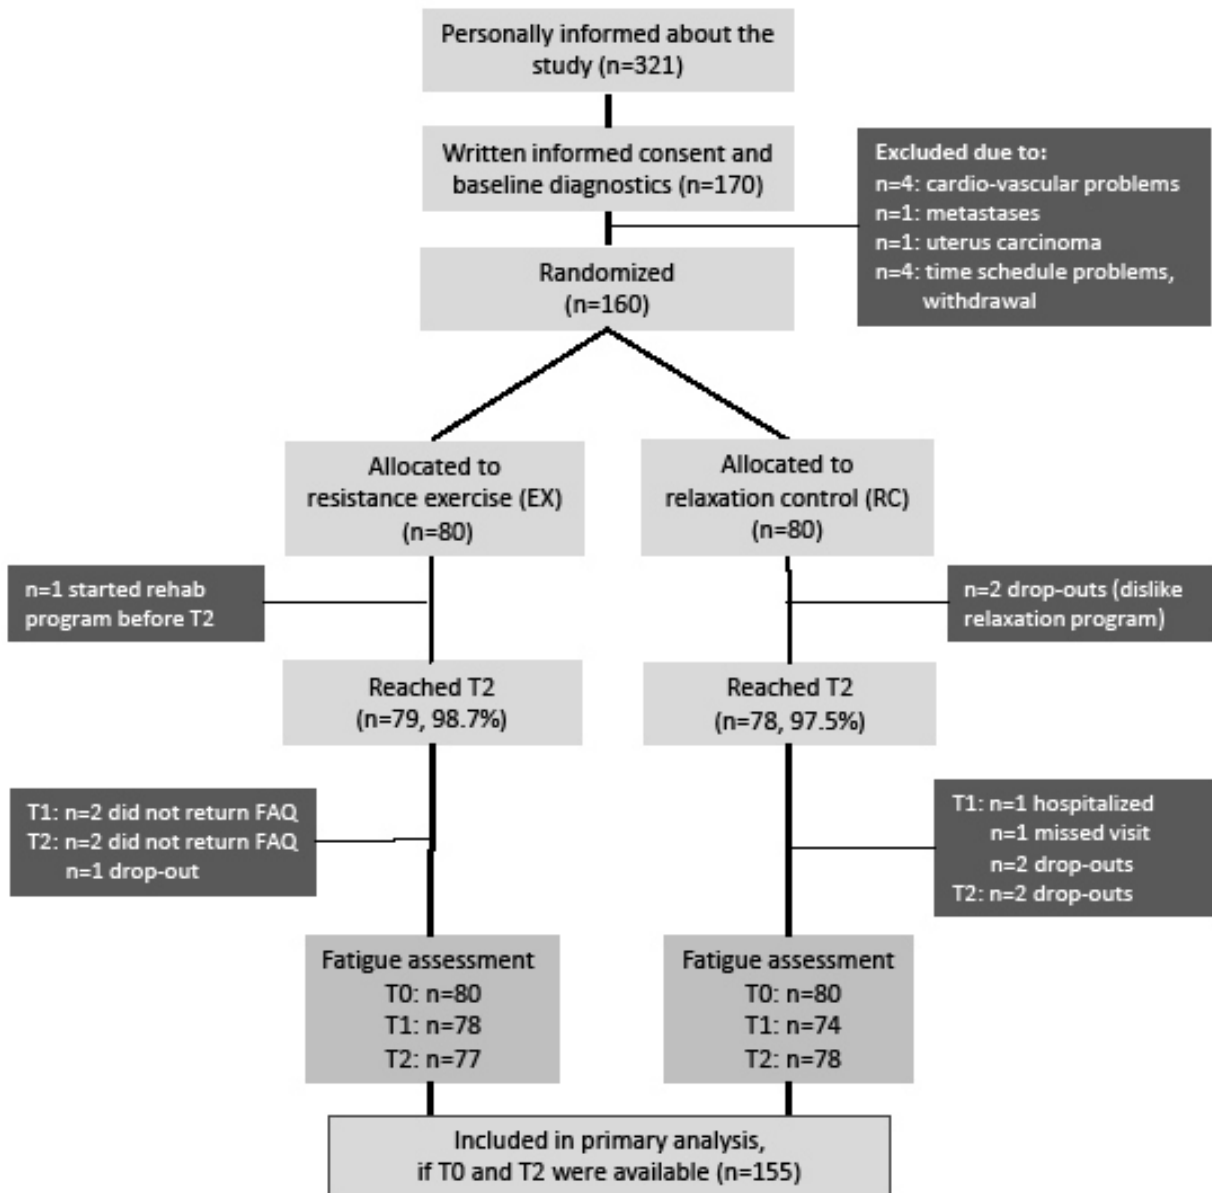 Personally informed about the
study (n=321)
Written informed consent and
baseline diagnostics (n=170)
Excluded due to:
n=4: cardio-vascular problems
n=1: metastases
n=1: uterus carcinoma
n=4: time schedule problems,
withdrawal
Randomized
(n=160)
Allocated to
resistance exercise (EX)
(n=80)
Allocated to
relaxation control (RC)
(n=80)
n=1 started rehab
program before T2
n=2 drop-outs (dislike
relaxation program)
Reached T2
(n=79, 98.7%)
Reached T2
(n=78, 97.5%)
T1: n=2 did not return FAQ
T2: n=2 did not return FAQ
n=1 drop-out
T1: n=1 hospitalized
n=1 missed visit
n=2 drop-outs
T2: n=2 drop-outs
Fatigue assessment
T0: n=80
T1: n=78
T2: n=77
Fatigue assessment
T0: n=80
T1: n=74
T2: n=78
Included in primary analysis,
if T0 and T2 were available (n=155)